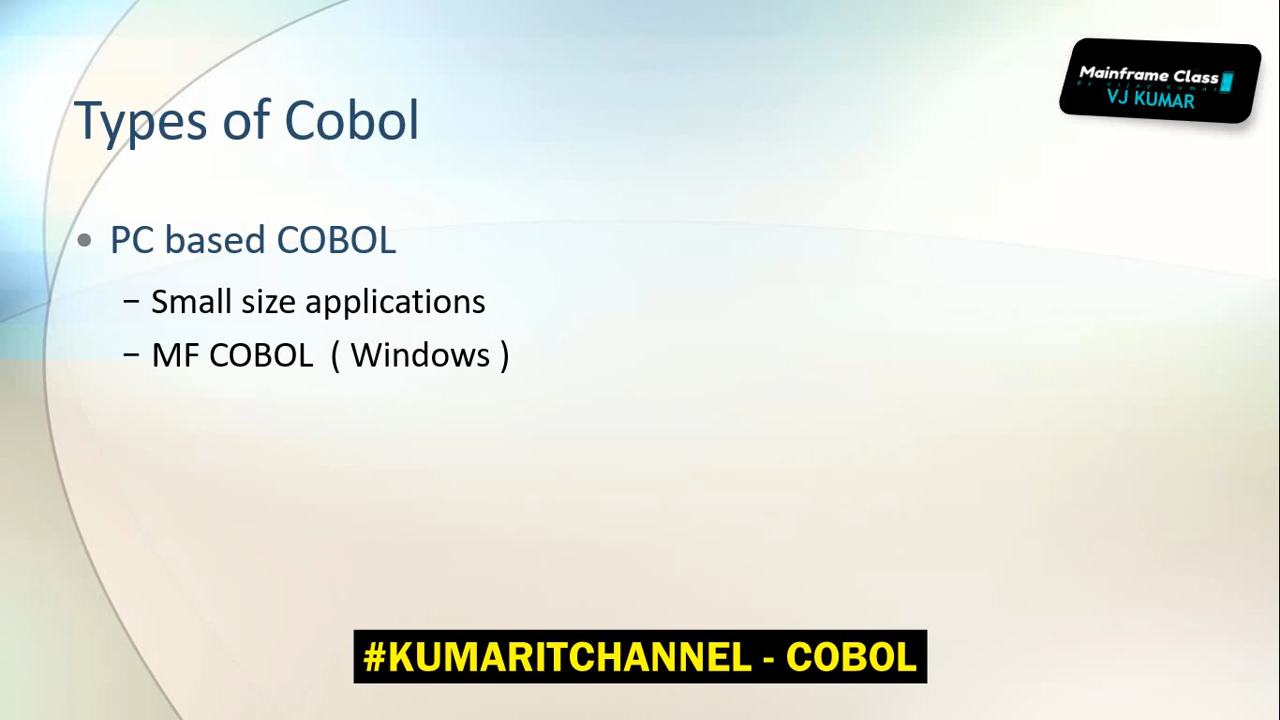 Mainframe Class
VJ KUMAR
Types of Cobol
• PC based COBOL
– Small size applications
– MF COBOL ( Windows )
#KUMARITCHANNEL - COBOL